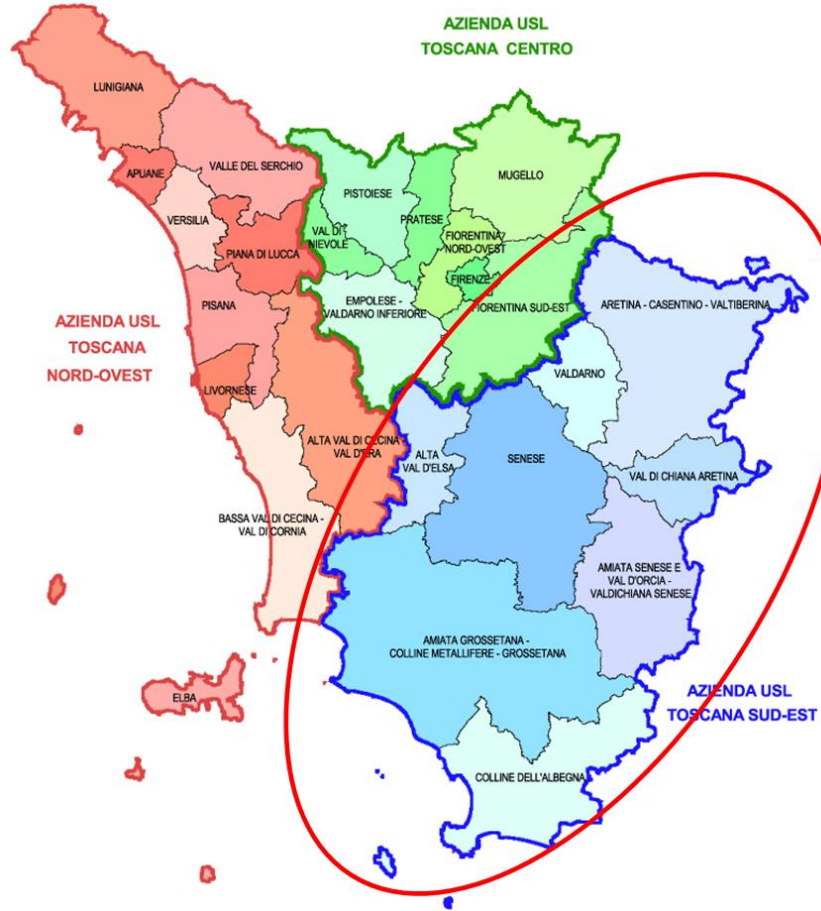 AZIENDA USL
TOSCANA CENTRO
LUNIGIANA
APUANE
VALLE DEL SERCHIO
VERSILIA
PIANA DI LUCCA
PISANA
LIVORNESE
ALTA VAL DI CECINA -
VAL D'ERA
BASSA VAL DI CECINA -
VAL DI CORNIA
ELBA
AZIENDA USL
TOSCANA
NORD-OVEST
PISTOIESE
VAL DI
NIEVOLE
PRATESE
MUGELLO
FIORENTINA
NORD-OVEST
FIRENZE
EMPOLESE -
VALDARNO INFERIORE
FIORENTINA SUD-EST
ARETINA - CASENTINO - VALTIBERINA
VALDARNO
ALTA
VAL D'ELSA
SENESE
VAL DI CHIANA ARETINA
AMIATA SENESE E
VAL D'ORCIA -
VALDICHIANA SENESE
AMIATA GROSSETANA -
COLLINE METALLIFERE - GROSSETANA
COLLINE DELL'ALBEGNA
AZIENDA USL
TOSCANA SUD-EST